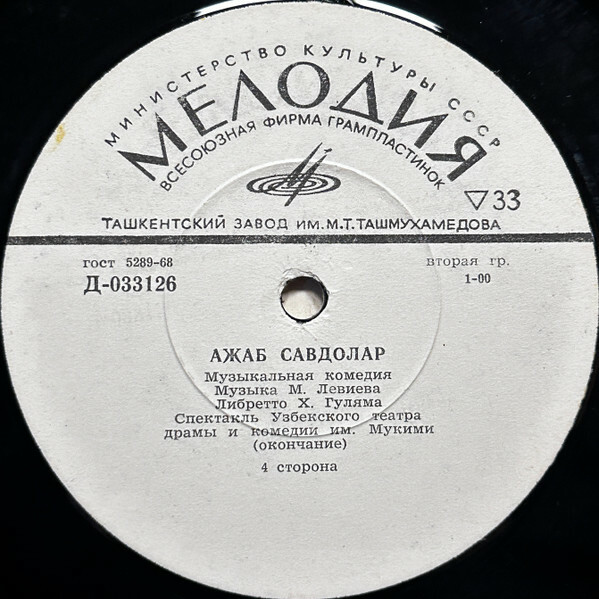 МИНИСТЕРСТВО КУЛЬТУРЫ СССР
МЕЛОДИЯ
ВСЕСОЮЗНАЯ ФИРМА ГРАМПЛАСТИНОК
33
ТАШКЕНТСКИЙ ЗАВОД ИМ. М.Т. ТАШМУХАМЕДОВА
гост 5289-68
вторая гр.
Д-033126
1-00
АЖАБ САВДОЛАР
Музыкальная комедия
Музыка М. Левиева
Либретто Х. Гуляма
Спектакль Узбекского театра
драмы и комедии им. Мукими
(окончание)
4 сторона